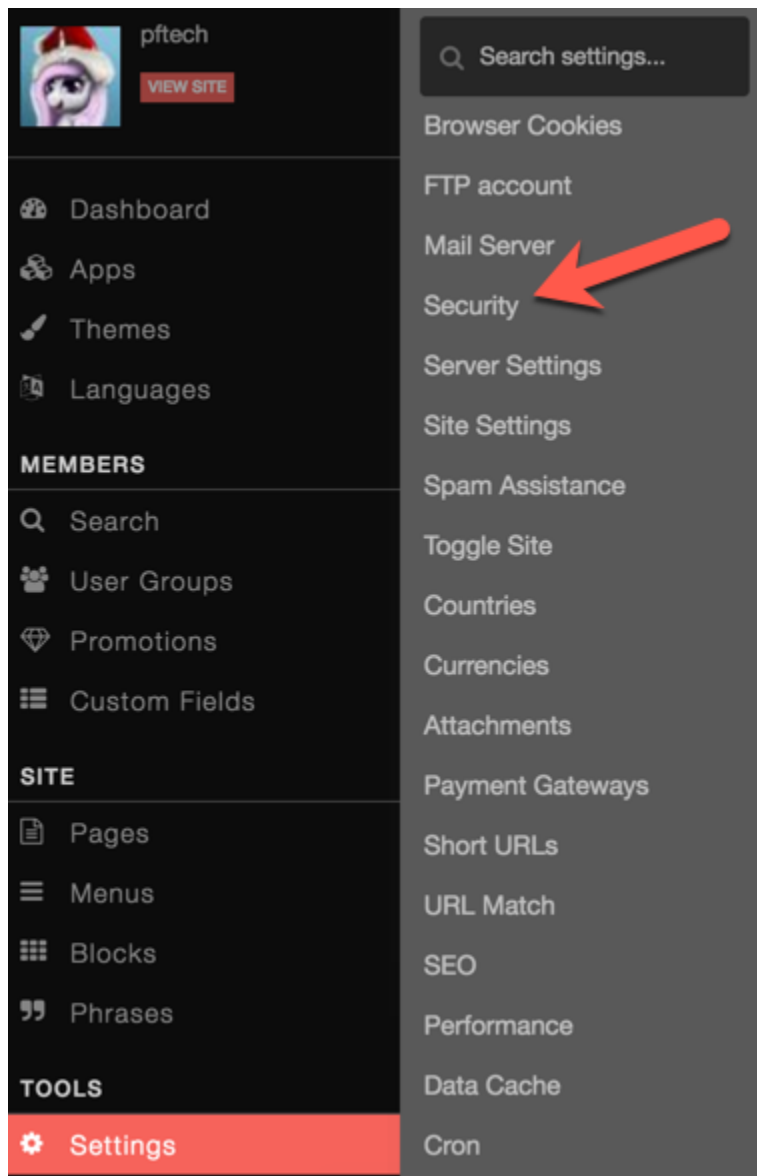 pftech
VIEW SITE
Dashboard
Apps
Themes
Languages
MEMBERS
Search
User Groups
Promotions
Custom Fields
SITE
Pages
Menus
Blocks
Phrases
TOOLS
Settings
Search settings...
Browser Cookies
FTP account
Mail Server
Security
Server Settings
Site Settings
Spam Assistance
Toggle Site
Countries
Currencies
Attachments
Payment Gateways
Short URLs
URL Match
SEO
Performance
Data Cache
Cron